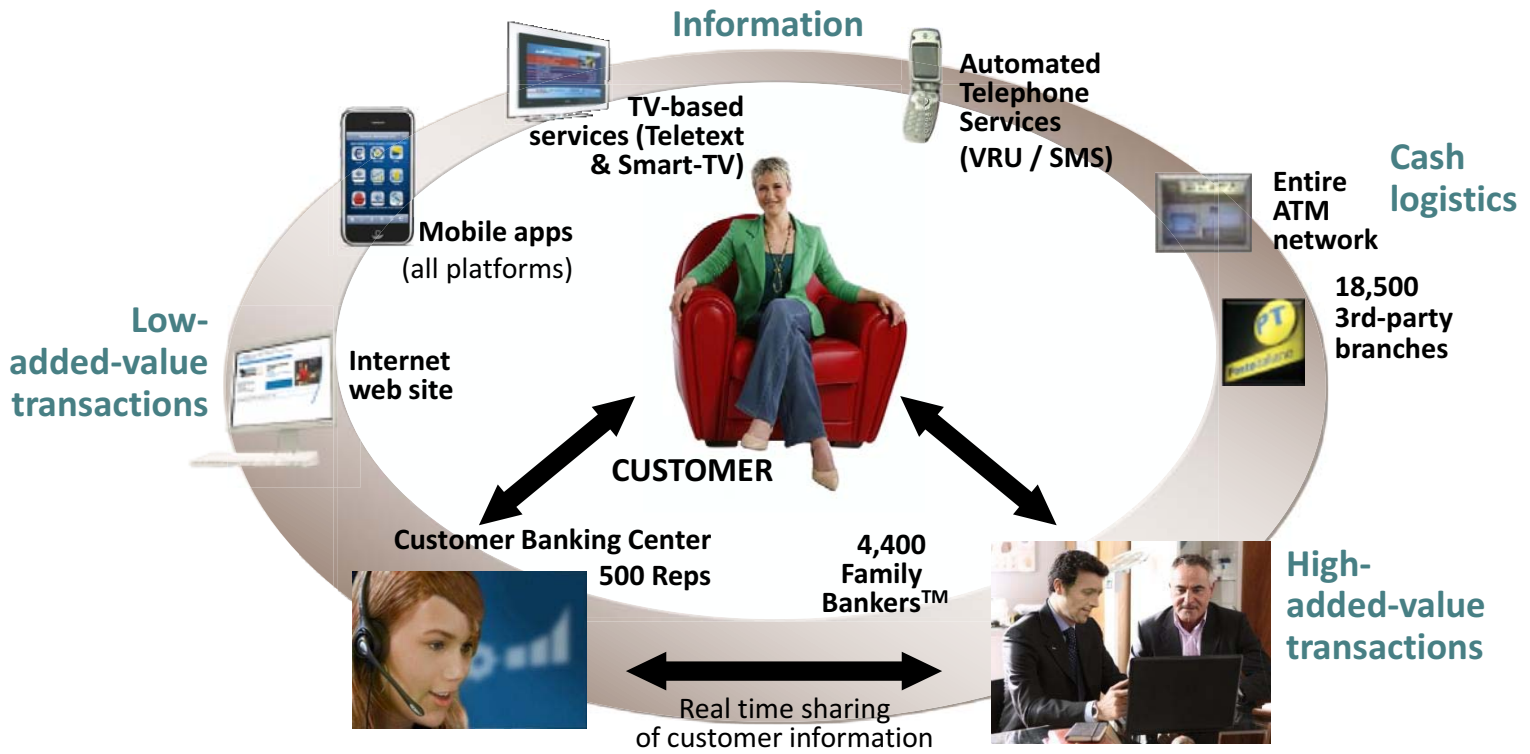 Information
TV-based
services (Teletext
& Smart-TV)
Automated
Telephone
Services
(VRU / SMS)
Cash
logistics
Entire
ATM
network
Mobile apps
(all platforms)
18,500
3rd-party
branches
PT
Posteitaliane
Low-
added-value
transactions
Internet
web site
CUSTOMER
Customer Banking Center
500 Reps
4,400
Family
Bankers™
High-
added-value
transactions
Real time sharing
of customer information